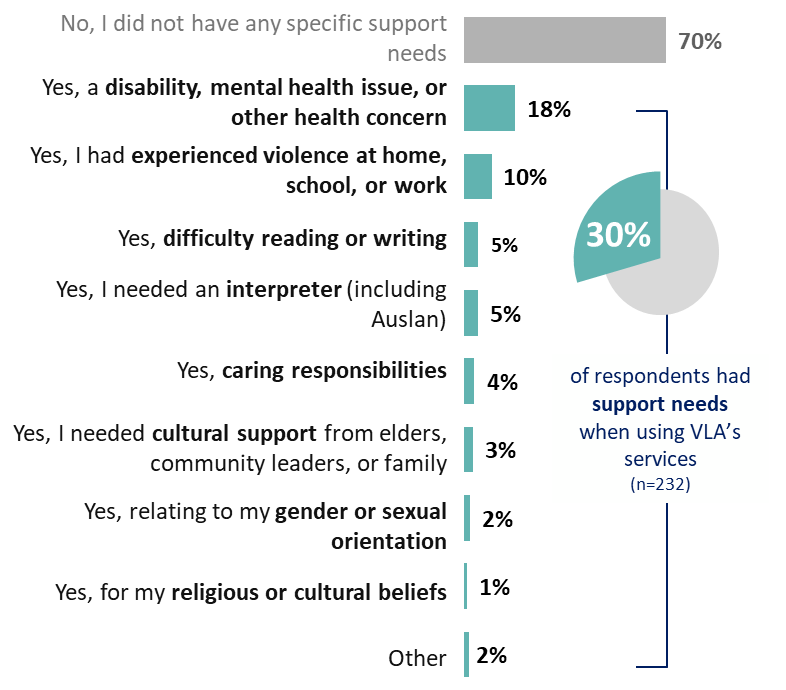 No, I did not have any specific support
needs
70%
Yes, a disability, mental health issue, or
other health concern
18%
Yes, I had experienced violence at home,
school, or work
10%
Yes, difficulty reading or writing
5%
Yes, I needed an interpreter (including
Auslan)
5%
Yes, caring responsibilities
4%
Yes, I needed cultural support from elders,
community leaders, or family
3%
Yes, relating to my gender or sexual
orientation
2%
Yes, for my religious or cultural beliefs
1%
Other
2%
30%
of respondents had
support needs
when using VLA's
services
(n=232)